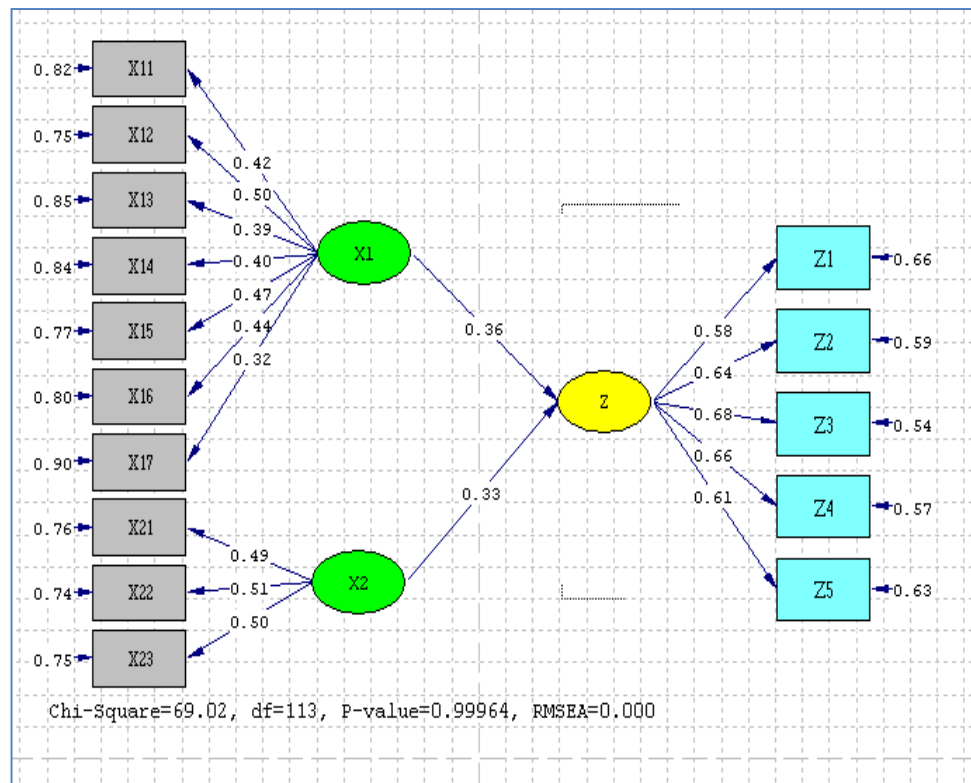 0.82 X11
0.75 X12
0.85 X13
0.84 X14
0.77 X15
0.80 X16
0.90 X17
0.76 X21
0.74 X22
0.75 X23
0.42
0.50
0.39
0.40
0.47
0.44
0.32
0.49
0.51
0.50
X1
X2
0.36
0.33
Z
0.58
0.64
0.68
0.66
0.61
Z1 0.66
Z2 0.59
Z3 0.54
Z4 0.57
Z5 0.63
Chi-Square=69.02, df=113, P-value=0.99964, RMSEA=0.000